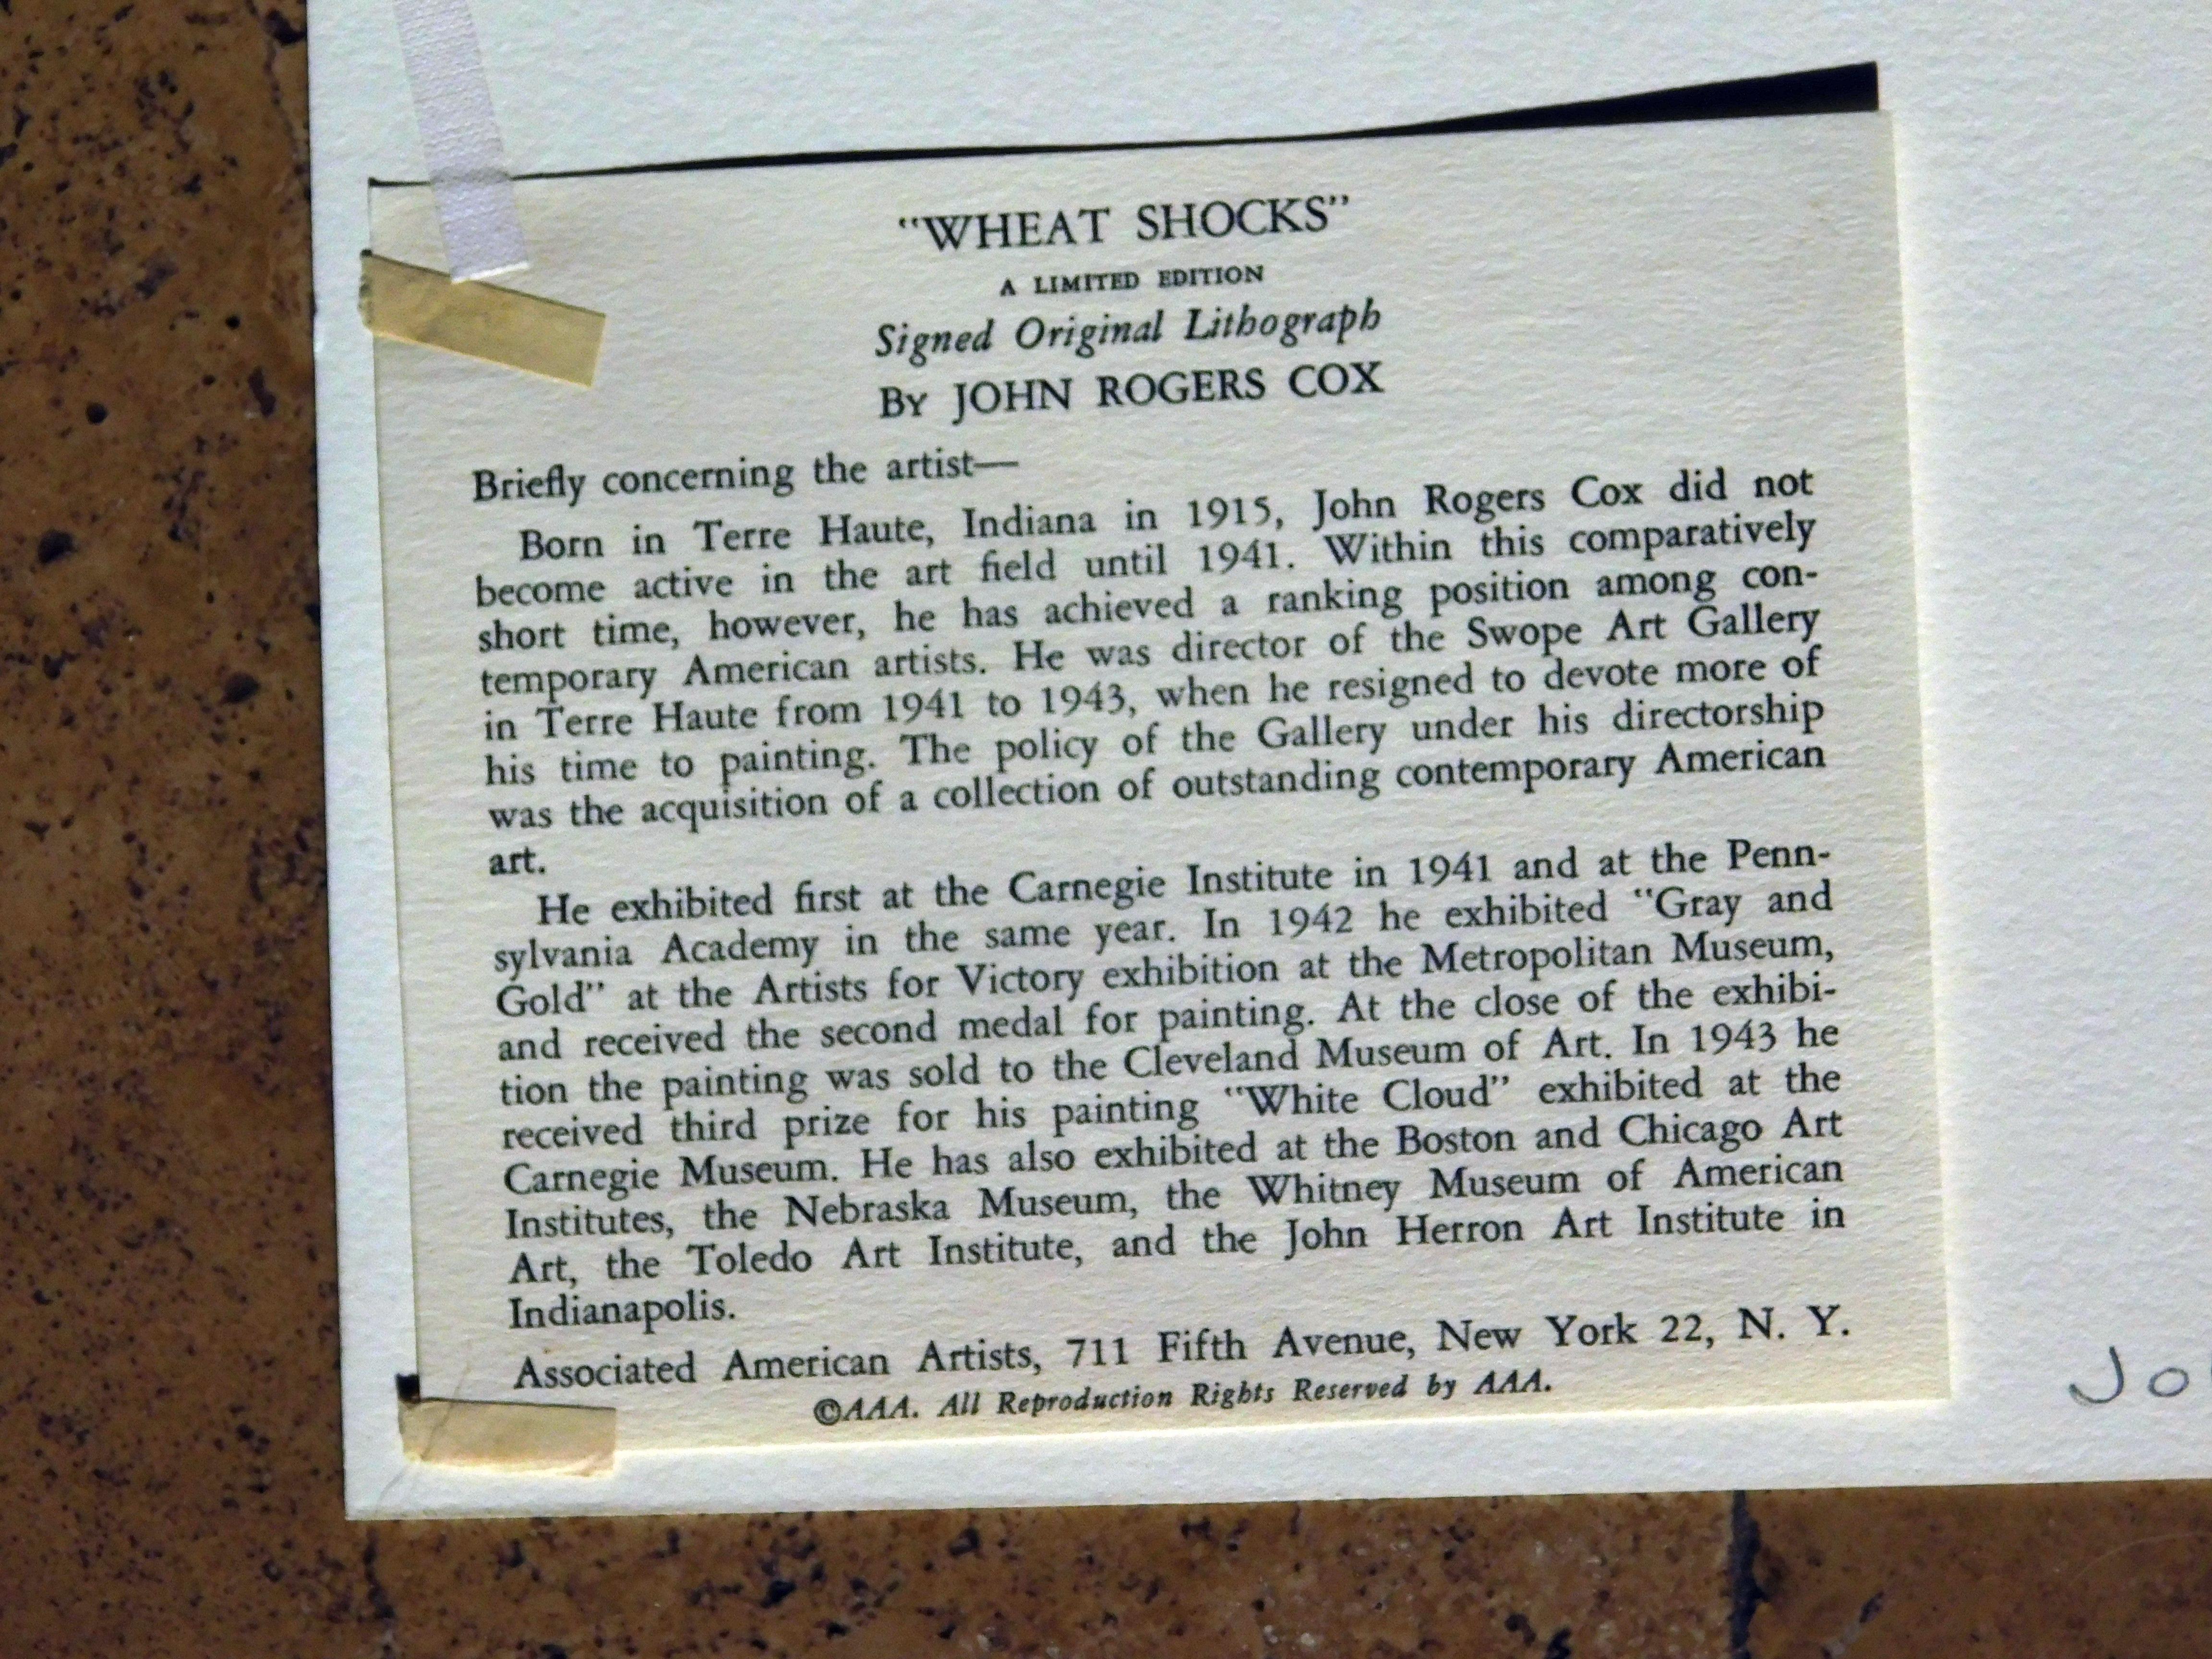 "WHEAT SHOCKS"
A LIMITED EDITION
Signed Original Lithograph
By JOHN ROGERS COX
Briefly concerning the artist—
Born in Terre Haute, Indiana in 1915, John Rogers Cox did not
become active in the art field until 1941. Within this comparatively
short time, however, he has achieved a ranking position among con-
temporary American artists. He was director of the Swope Art Gallery
in Terre Haute from 1941 to 1943, when he resigned to devote more of
his time to painting. The policy of the Gallery under his directorship
was the acquisition of a collection of outstanding contemporary American
art.
He exhibited first at the Carnegie Institute in 1941 and at the Penn-
sylvania Academy in the same year. In 1942 he exhibited "Gray and
Gold" at the Artists for Victory exhibition at the Metropolitan Museum,
and received the second medal for painting. At the close of the exhibi-
tion the painting was sold to the Cleveland Museum of Art. In 1943 he
received third prize for his painting "White Cloud" exhibited at the
Carnegie Museum. He has also exhibited at the Boston and Chicago Art
Institutes, the Nebraska Museum, the Whitney Museum of American
Art, the Toledo Art Institute, and the John Herron Art Institute in
Indianapolis.
Associated American Artists, 711 Fifth Avenue, New York 22, N. Y.
©AAA. All Reproduction Rights Reserved by AAA.
Jo